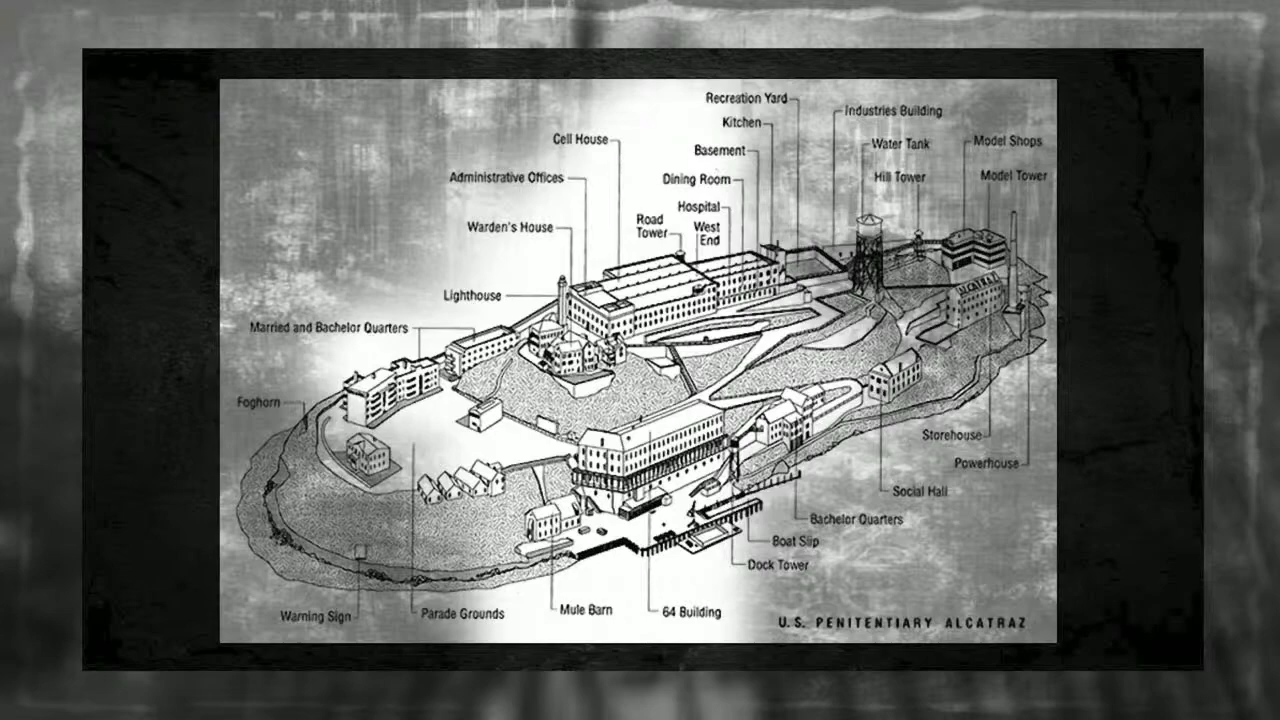 Recreation Yard
Industries Building
Kitchen
Cell House
Water Tank
Model Shops
Basement
Administrative Offices
Dining Room
Hill Tower
Model Tower
Hospital
Road
Tower
West
End
Warden's House
Lighthouse
Married and Bachelor Quarters
Foghorn
ALCATRAZ
Storehouse
Powerhouse
Social Hall
Bachelor Quarters
Boat Slip
Dock Tower
Warning Sign
Parade Grounds
Mule Barn
64 Building
U.S. PENITENTIARY ALCATRAZ